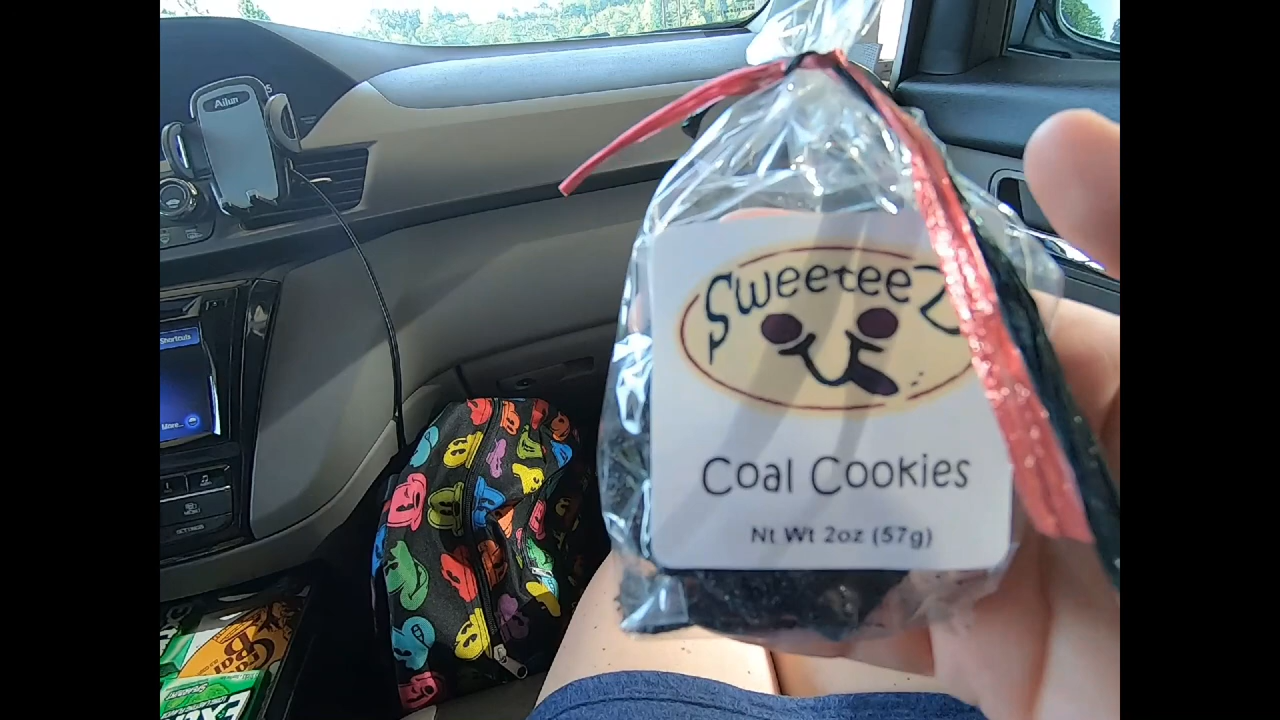 Ailun
SweeteeZ
Coal Cookies
Nt Wt 2oz (57g)
Shortcuts
More...